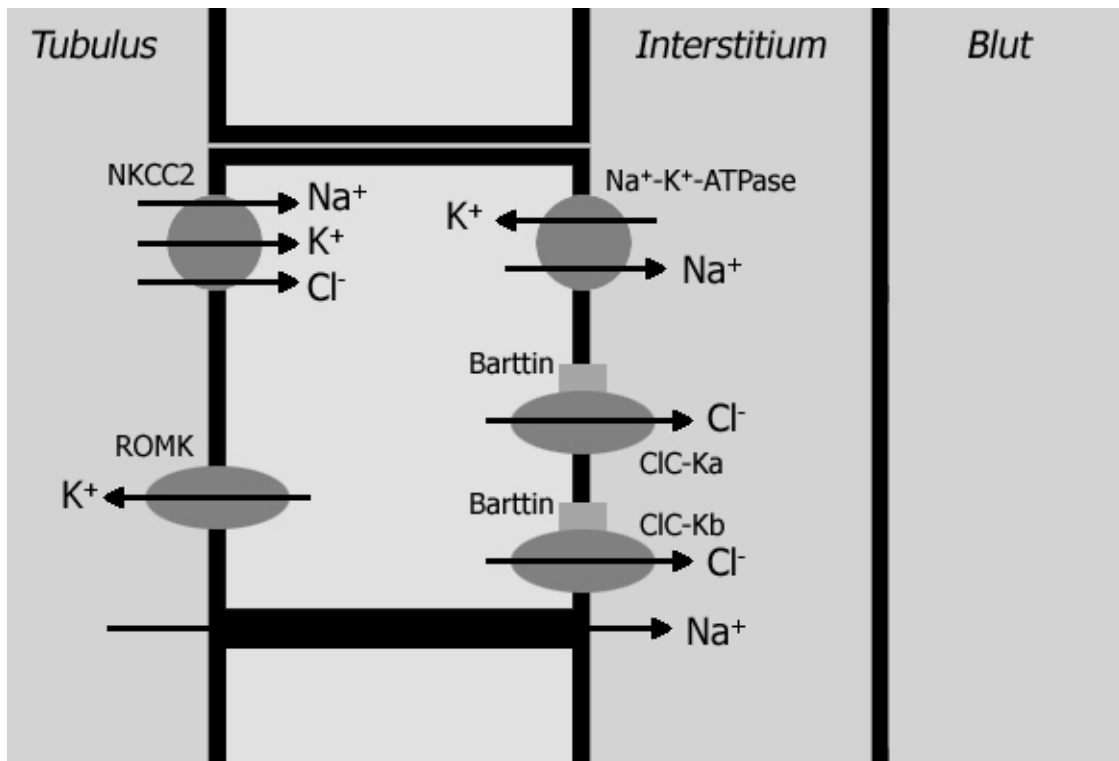 Tubulus
Interstitium
Blut
NKCC2
Na⁺
K⁺
Cl⁻
Na⁺-K⁺-ATPase
K⁺
Na⁺
Barttin
Cl⁻
ClC-Ka
ROMK
K⁺
Barttin
ClC-Kb
Cl⁻
Na⁺